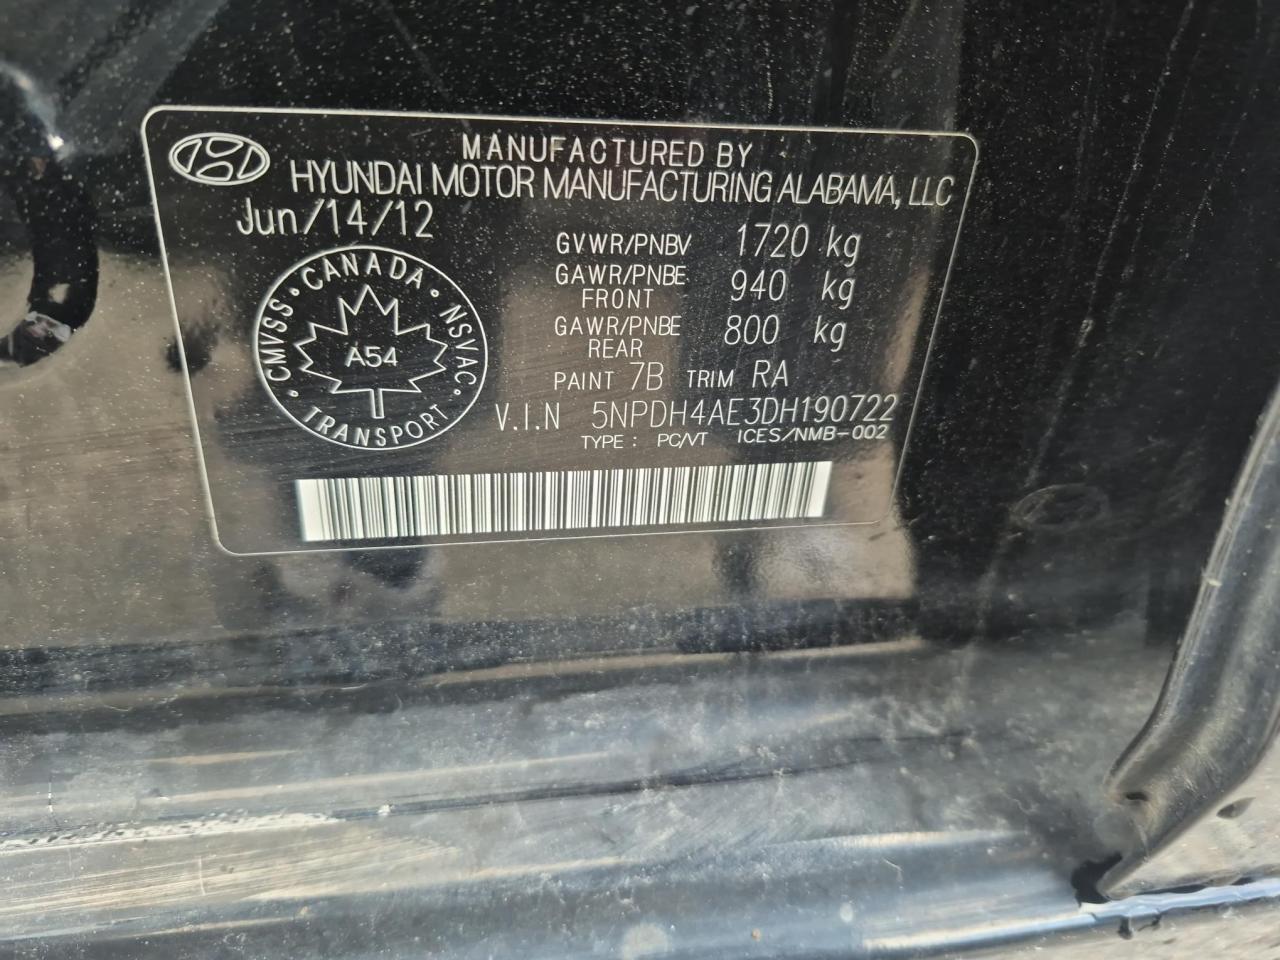 MANUFACTURED BY
HYUNDAI MOTOR MANUFACTURING ALABAMA, LLC
Jun/14/12
GVWR/PNBV 1720 kg
GAWR/PNBE FRONT 940 kg
GAWR/PNBE REAR 800 kg
PAINT 7B TRIM RA
V.I.N 5NPDH4AE3DH190722
TYPE: PC/VT ICES/NMB-002
CMVSS · CANADA · NSVAC
A54
· TRANSPORT ·